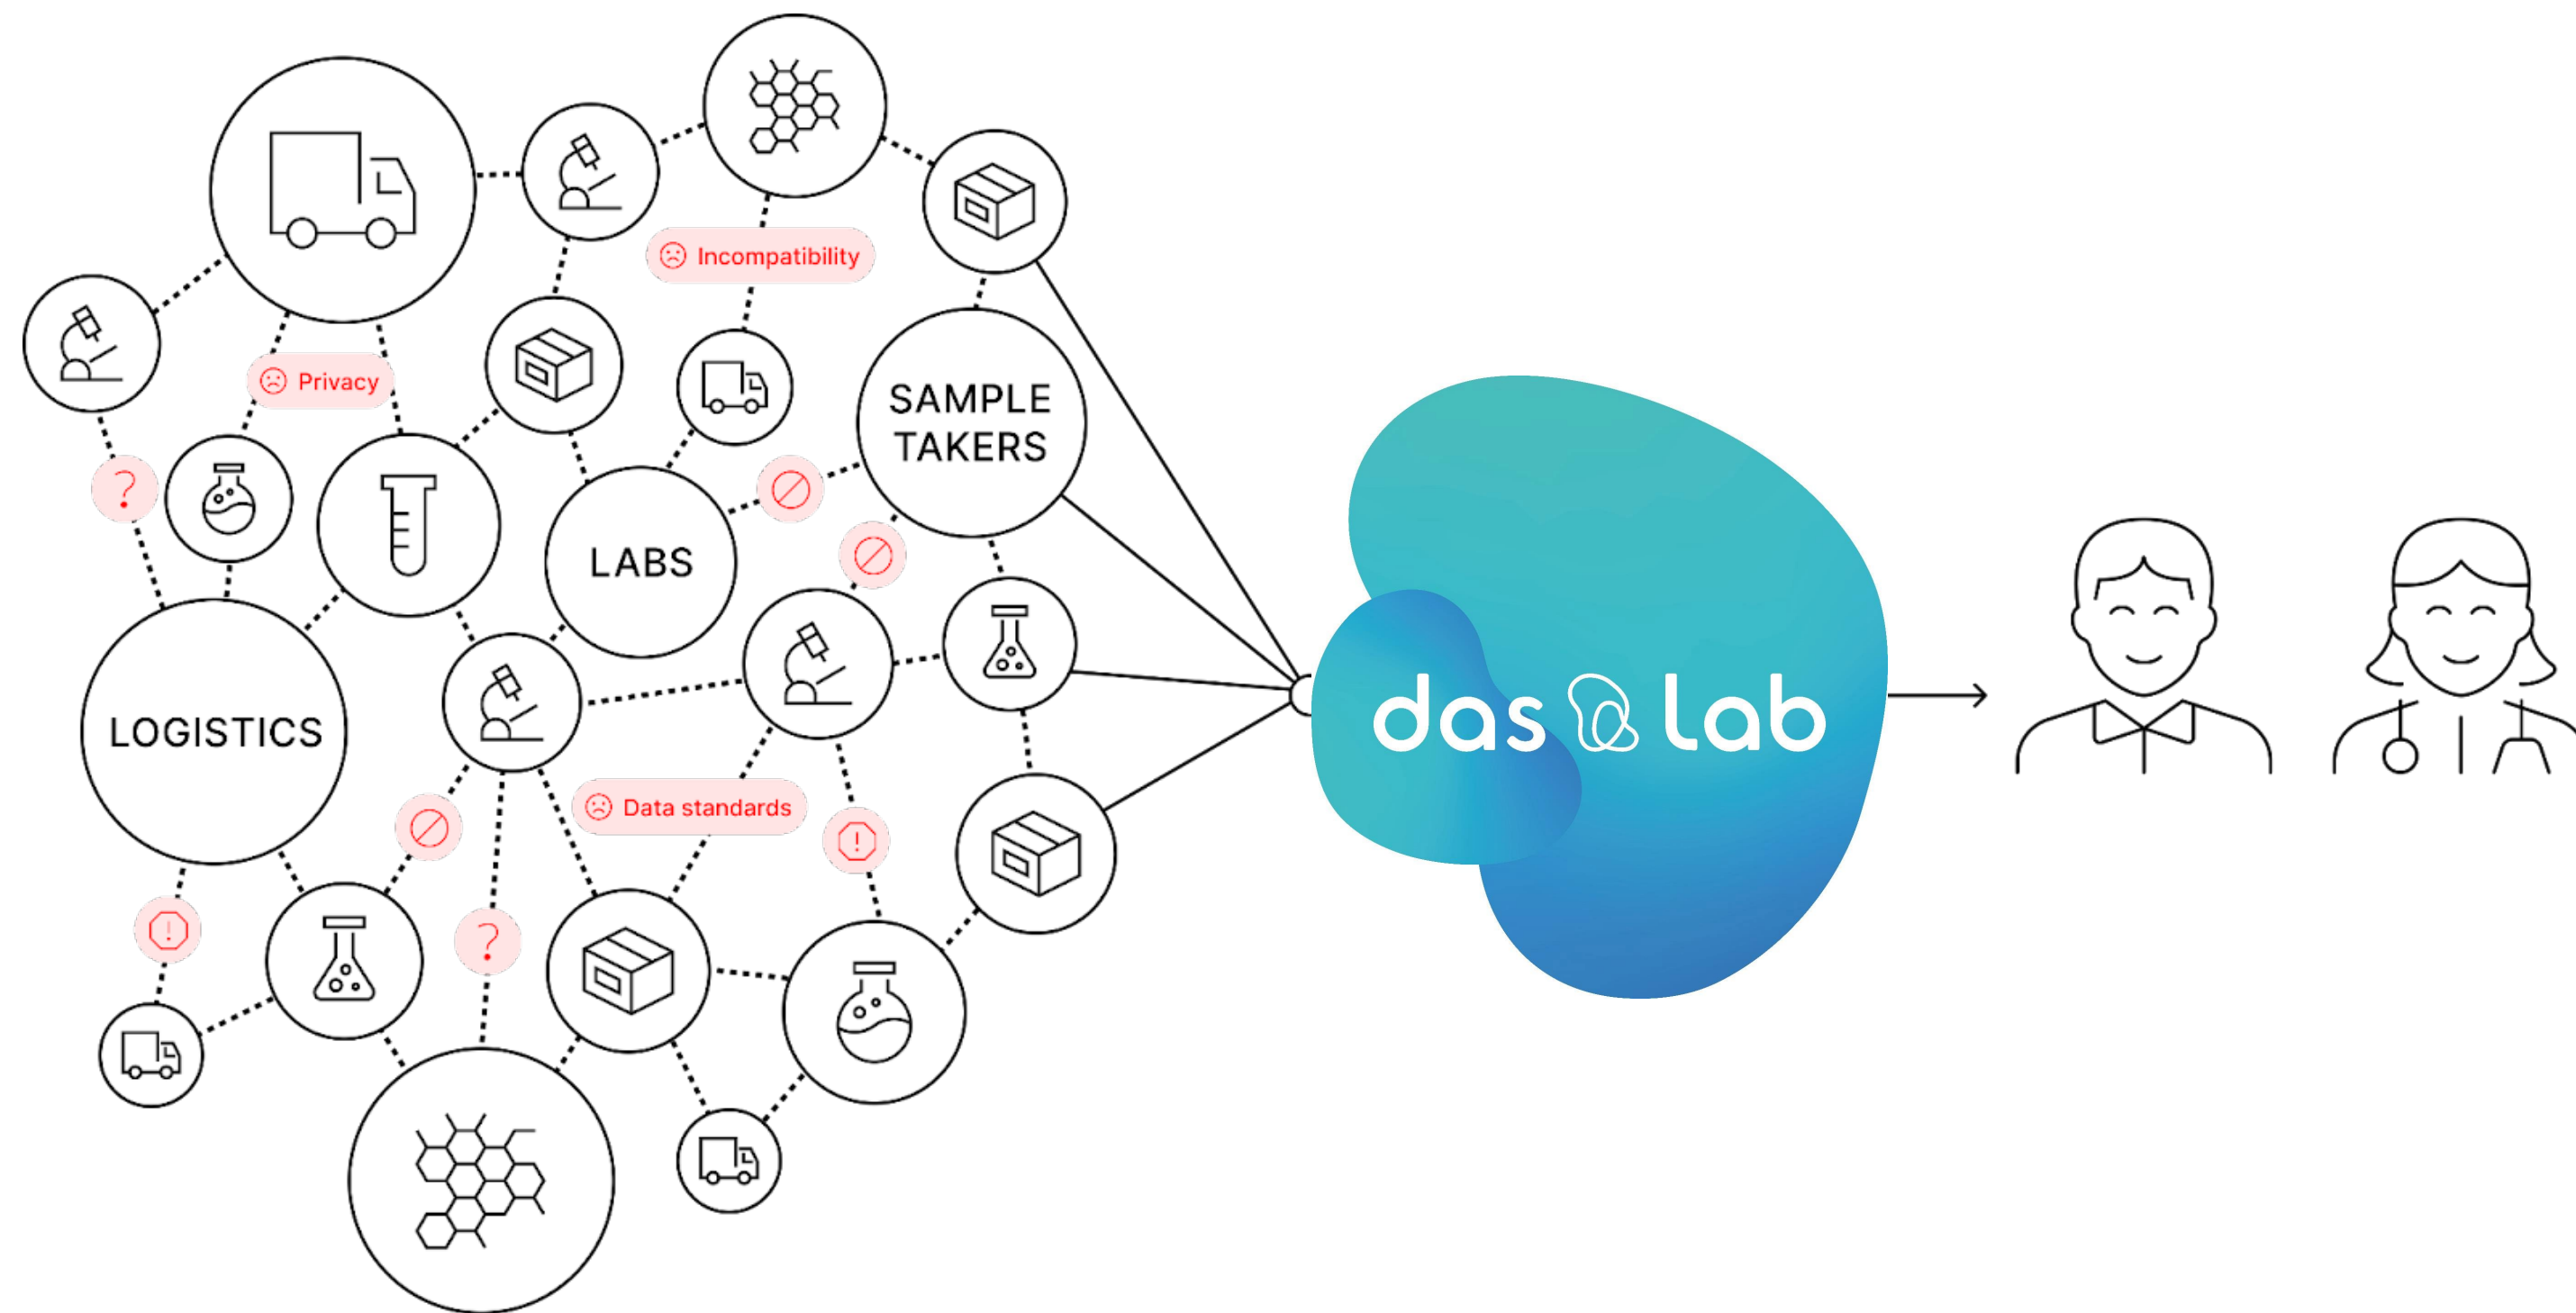 Incompatibility
Privacy
SAMPLE
TAKERS
?
LABS
LOGISTICS
das lab
Data standards
!
!
?